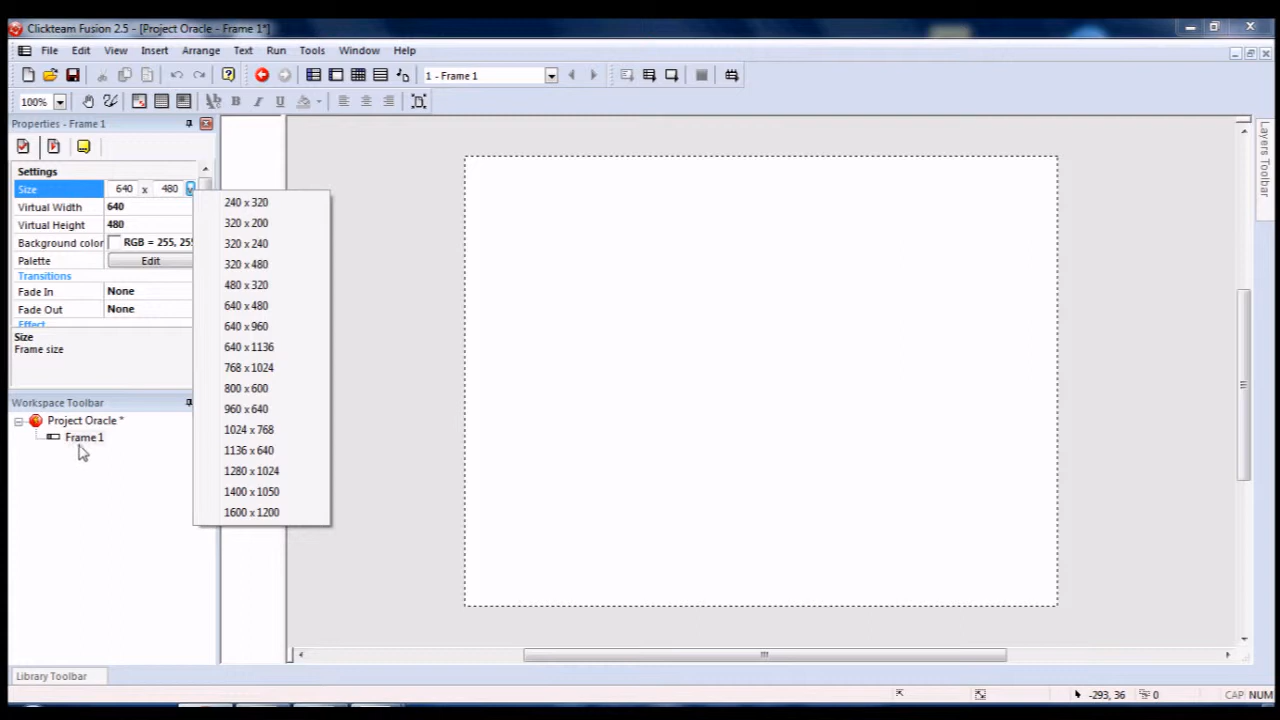 Clickteam Fusion 2.5 - [Project Oracle - Frame 1*]
File Edit View Insert Arrange Text Run Tools Window Help
1 - Frame 1
100%
Properties - Frame 1
Settings
Size 640 x 480
Virtual Width 640
Virtual Height 480
Background color RGB = 255, 255
Palette Edit
Transitions
Fade In None
Fade Out None
Effect
Size
Frame size
240 x 320
320 x 200
320 x 240
320 x 480
480 x 320
640 x 480
640 x 960
640 x 1136
768 x 1024
800 x 600
960 x 640
1024 x 768
1136 x 640
1280 x 1024
1400 x 1050
1600 x 1200
Workspace Toolbar
Project Oracle *
Frame 1
Library Toolbar
Layers Toolbar
-293, 36 0 CAP NUM